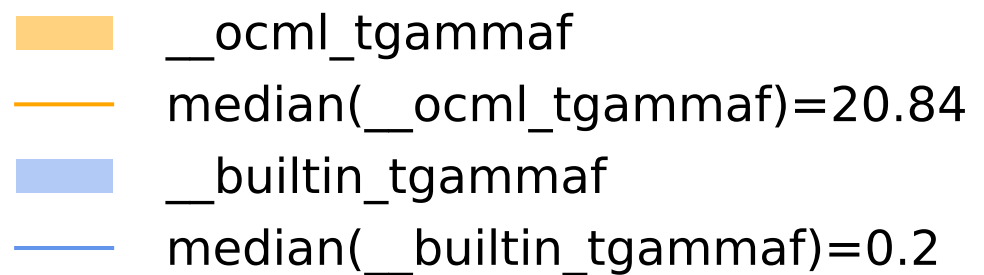 __ocml_tgammaf
median(__ocml_tgammaf)=20.84
__builtin_tgammaf
median(__builtin_tgammaf)=0.2